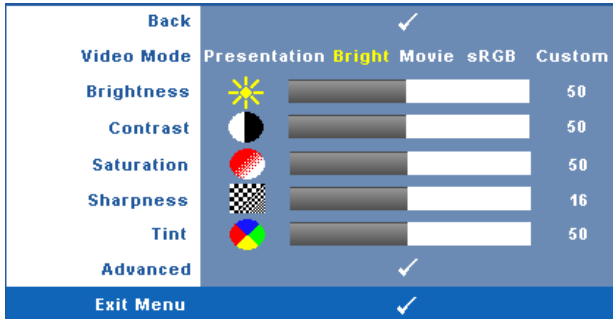 Back
Video Mode Presentation Bright Movie sRGB Custom
Brightness 50
Contrast 50
Saturation 50
Sharpness 16
Tint 50
Advanced
Exit Menu